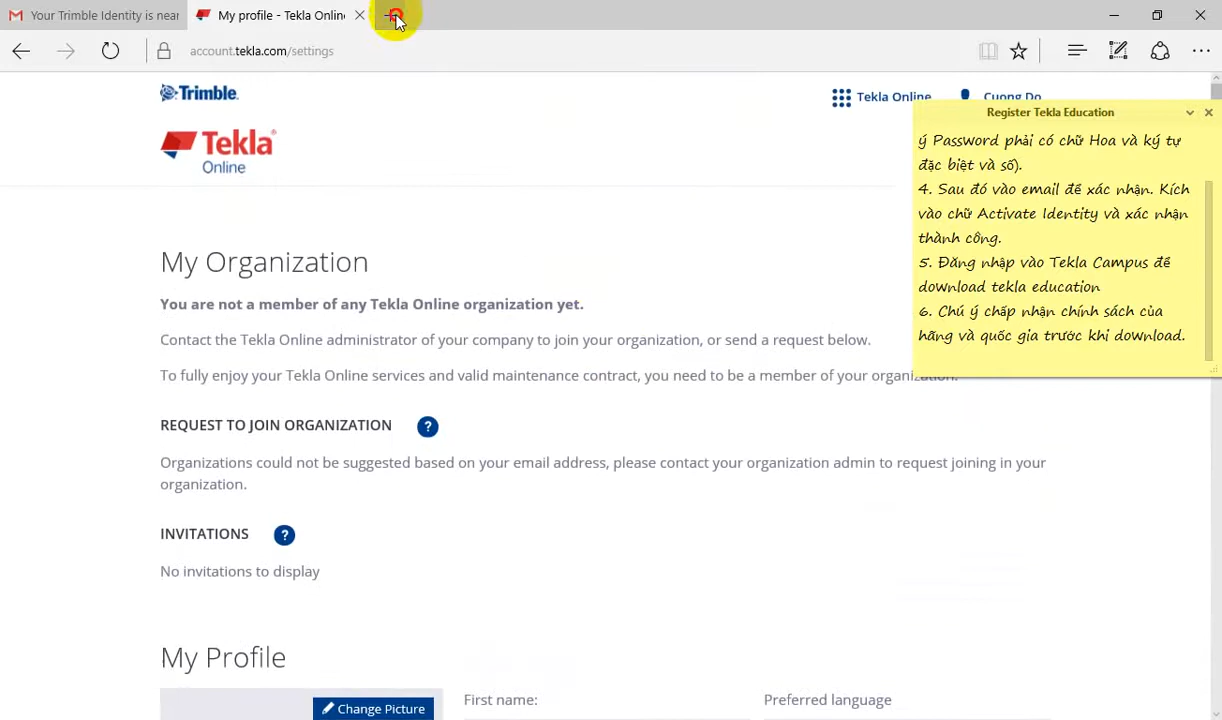 Your Trimble Identity is near
My profile - Tekla Online
account.tekla.com/settings
Trimble.
Tekla Online
Cuong Do
Tekla
Online
Register Tekla Education
ý Password phải có chữ Hoa và ký tự
đặc biệt và số).
4. Sau đó vào email để xác nhận. Kích
vào chữ Activate Identity và xác nhận
thành công.
5. Đăng nhập vào Tekla Campus để
download tekla education
6. Chú ý chấp nhận chính sách của
hãng và quốc gia trước khi download.
My Organization
You are not a member of any Tekla Online organization yet.
Contact the Tekla Online administrator of your company to join your organization, or send a request below.
To fully enjoy your Tekla Online services and valid maintenance contract, you need to be a member of your organization.
REQUEST TO JOIN ORGANIZATION ?
Organizations could not be suggested based on your email address, please contact your organization admin to request joining in your
organization.
INVITATIONS ?
No invitations to display
My Profile
Change Picture
First name:
Preferred language